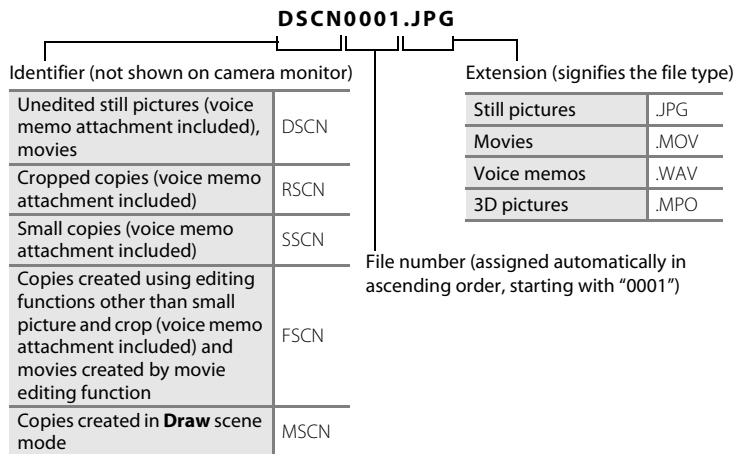 DSCN0001.JPG
Identifier (not shown on camera monitor)
Unedited still pictures (voice
memo attachment included),
movies
DSCN
Cropped copies (voice memo
attachment included)
RSCN
Small copies (voice memo
attachment included)
SSCN
Copies created using editing
functions other than small
picture and crop (voice memo
attachment included) and
movies created by movie
editing function
FSCN
Copies created in Draw scene
mode
MSCN
Extension (signifies the file type)
Still pictures .JPG
Movies .MOV
Voice memos .WAV
3D pictures .MPO
File number (assigned automatically in
ascending order, starting with “0001”)